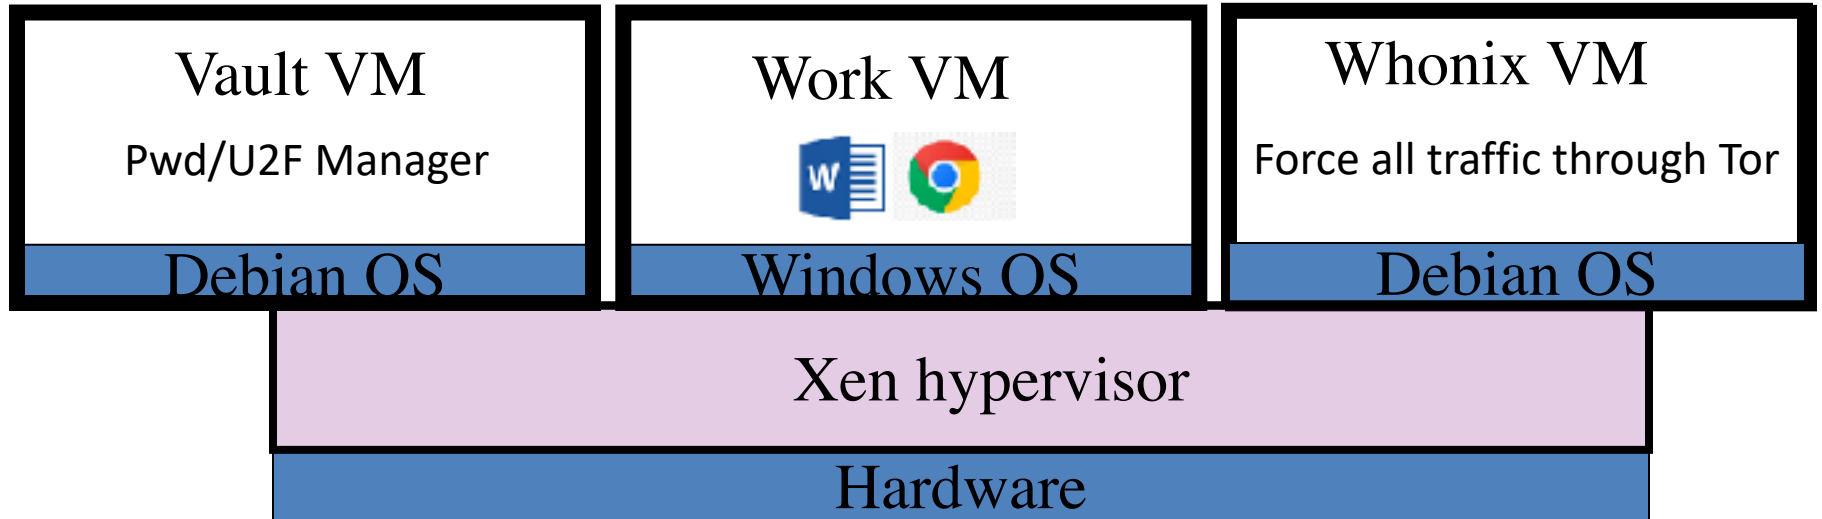 Vault VM
Pwd/U2F Manager
Debian OS
Work VM
W
Windows OS
Whonix VM
Force all traffic through Tor
Debian OS
Xen hypervisor
Hardware